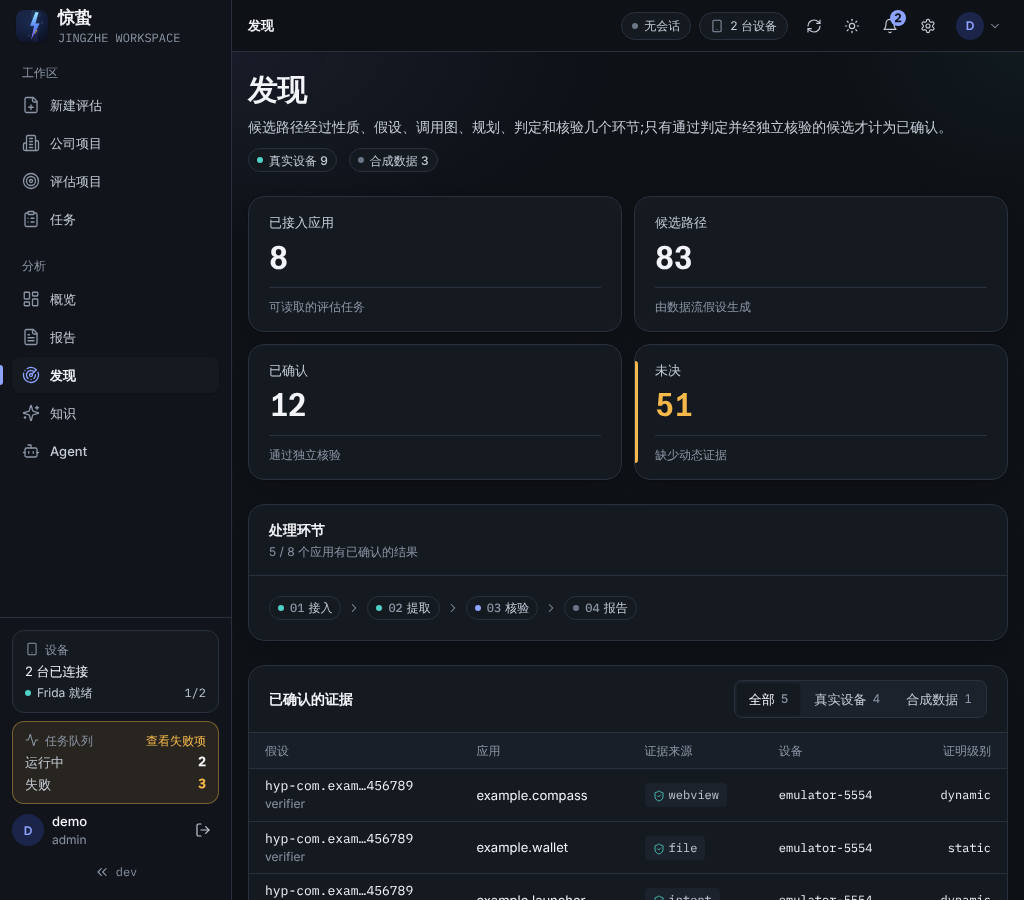 惊蛰
JINGZHE WORKSPACE
工作区
新建评估
公司项目
评估项目
任务
分析
概览
报告
发现
知识
Agent
设备
2 台已连接
Frida 就绪 1/2
任务队列 查看失败项
运行中 2
失败 3
D demo
admin
dev
发现 无会话 2 台设备 2 D
发现
候选路径经过性质、假设、调用图、规划、判定和核验几个环节;只有通过判定并经独立核验的候选才计为已确认。
真实设备 9 合成数据 3
已接入应用
8
可读取的评估任务
候选路径
83
由数据流假设生成
已确认
12
通过独立核验
未决
51
缺少动态证据
处理环节
5 / 8 个应用有已确认的结果
01 接入 02 提取 03 核验 04 报告
已确认的证据 全部 5 真实设备 4 合成数据 1
假设 应用 证据来源 设备 证明级别
hyp-com.exam…456789 example.compass webview emulator-5554 dynamic
verifier
hyp-com.exam…456789 example.wallet file emulator-5554 static
verifier
hyp-com.exam…456789 example.launcher intent emulator-5554 dynamic